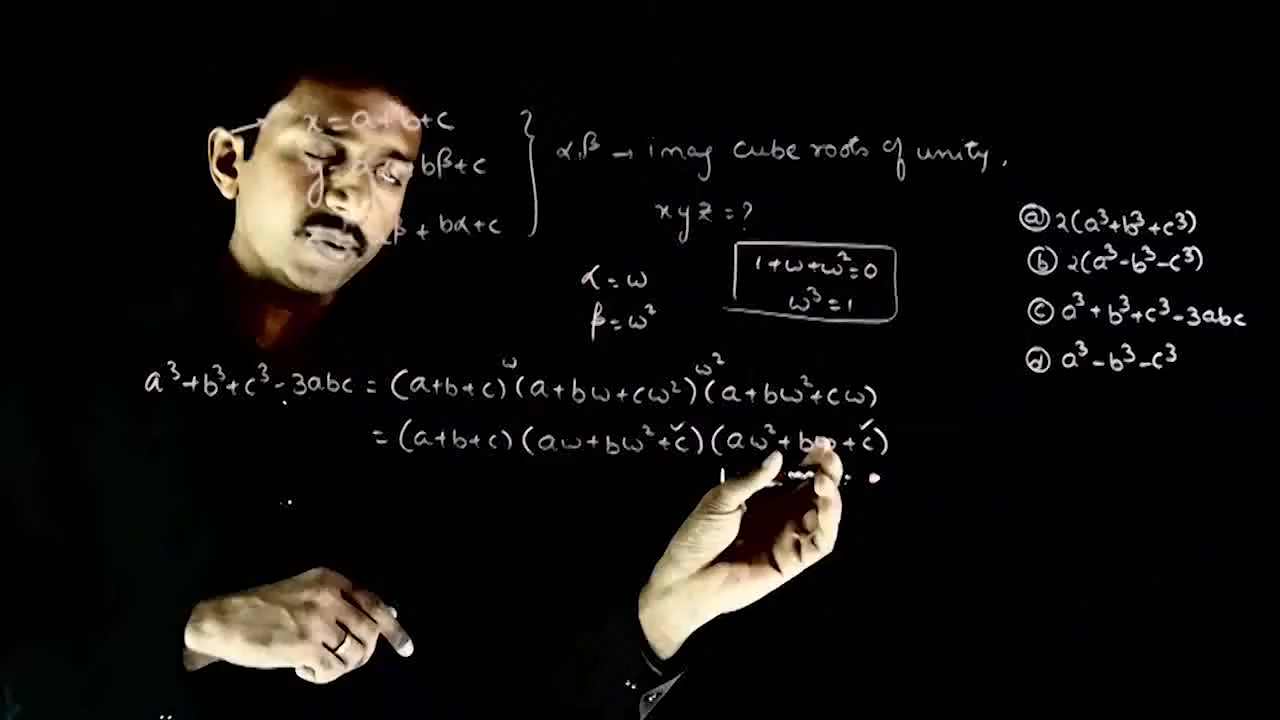 x = a+b+c
y bβ+c
β + bα+c
α,β → imag cube roots of unity.
xyz = ?
α = ω
β = ω²
1+ω+ω²=0
ω³=1
ⓐ 2(a³+b³+c³)
ⓑ 2(a³-b³-c³)
ⓒ a³+b³+c³-3abc
ⓓ a³-b³-c³
ω ω²
a³+b³+c³-3abc = (a+b+c)(a+bω+cω²)(a+bω²+cω)
= (a+b+c)(aω+bω²+c)(aω²+bω+c)